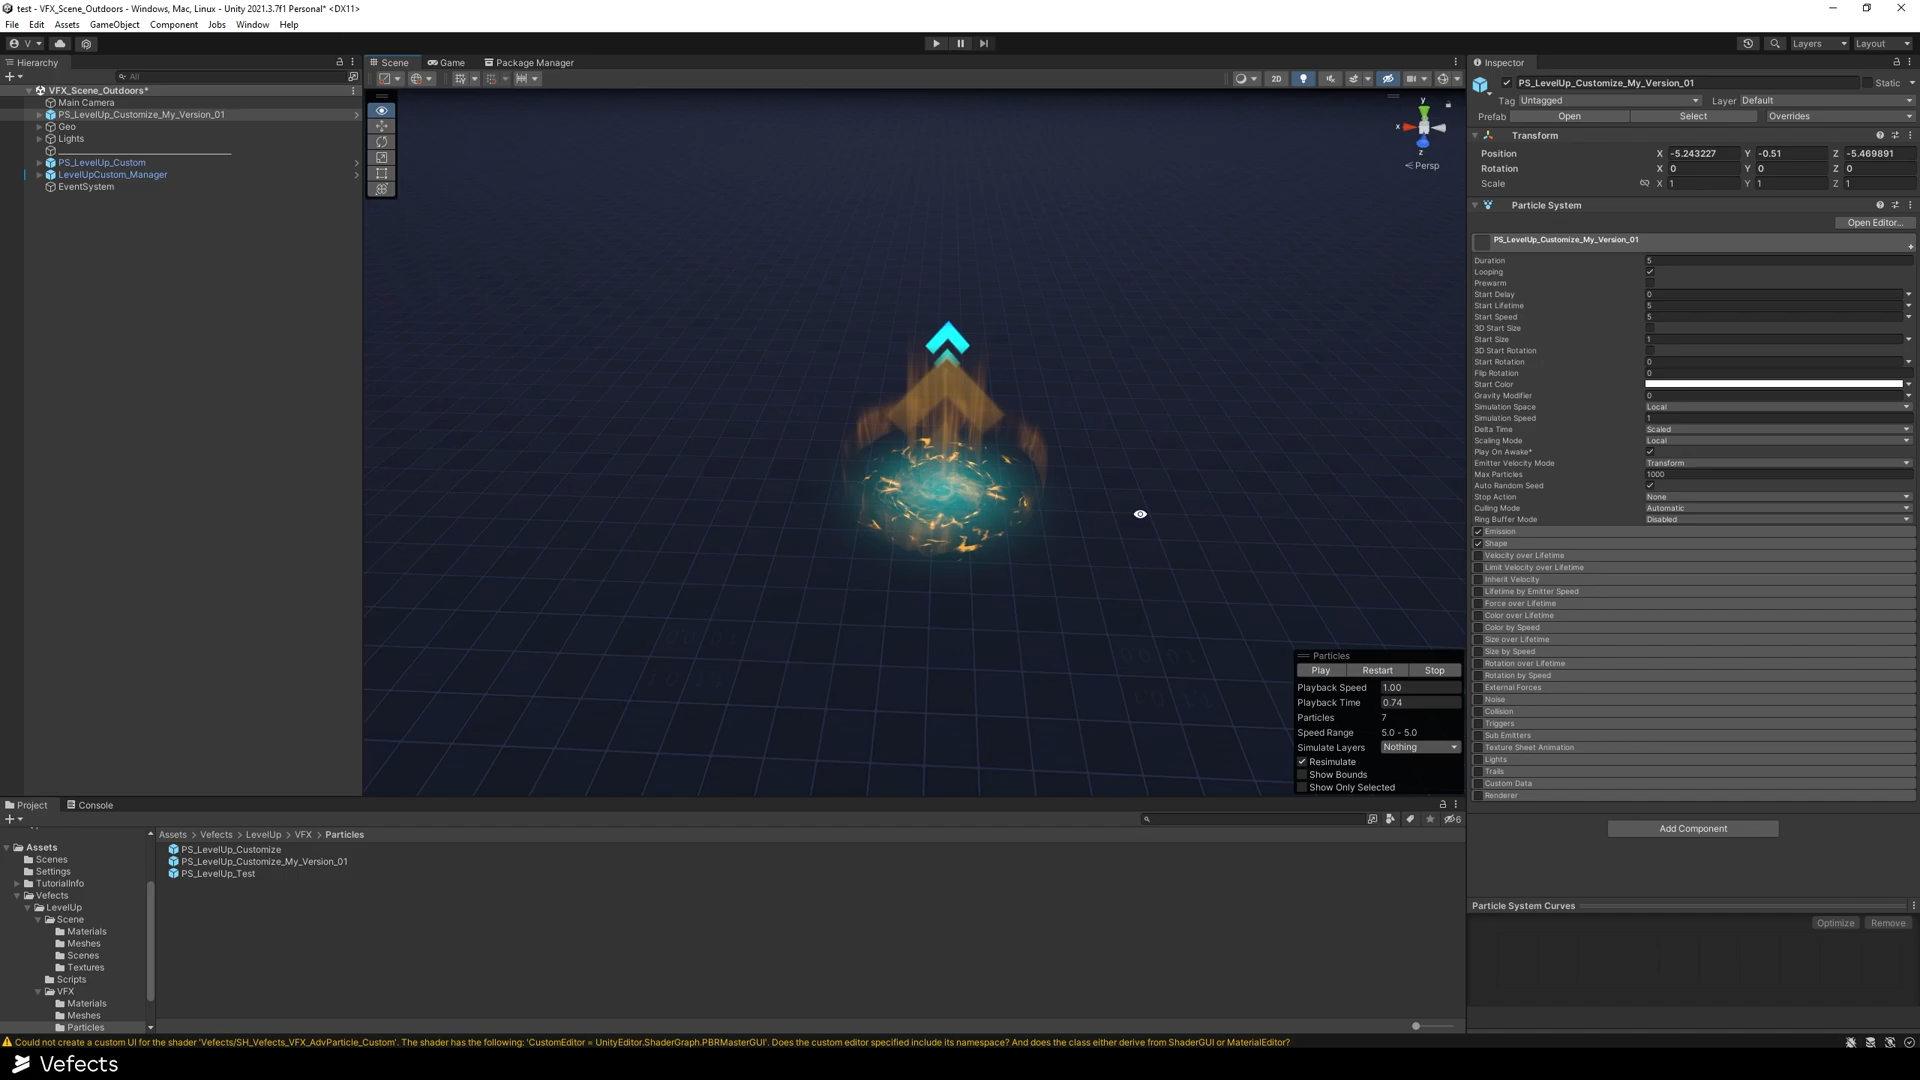 test - VFX_Scene_Outdoors - Windows, Mac, Linux - Unity 2021.3.7f1 Personal* <DX11>
File Edit Assets GameObject Component Jobs Window Help
V
Layers Layout
Hierarchy
All
VFX_Scene_Outdoors*
Main Camera
PS_LevelUp_Customize_My_Version_01
Geo
Lights
PS_LevelUp_Custom
LevelUpCustom_Manager
EventSystem
Scene Game Package Manager
2D
y
x
z
Persp
Particles
Play Restart Stop
Playback Speed 1.00
Playback Time 0.74
Particles 7
Speed Range 5.0 - 5.0
Simulate Layers Nothing
Resimulate
Show Bounds
Show Only Selected
Inspector
PS_LevelUp_Customize_My_Version_01 Static
Tag Untagged Layer Default
Prefab Open Select Overrides
Transform
Position X -5.243227 Y -0.51 Z -5.469891
Rotation X 0 Y 0 Z 0
Scale X 1 Y 1 Z 1
Particle System
Open Editor...
PS_LevelUp_Customize_My_Version_01
Duration 5
Looping
Prewarm
Start Delay 0
Start Lifetime 5
Start Speed 5
3D Start Size
Start Size 1
3D Start Rotation
Start Rotation 0
Flip Rotation 0
Start Color
Gravity Modifier 0
Simulation Space Local
Simulation Speed 1
Delta Time Scaled
Scaling Mode Local
Play On Awake*
Emitter Velocity Mode Transform
Max Particles 1000
Auto Random Seed
Stop Action None
Culling Mode Automatic
Ring Buffer Mode Disabled
Emission
Shape
Velocity over Lifetime
Limit Velocity over Lifetime
Inherit Velocity
Lifetime by Emitter Speed
Force over Lifetime
Color over Lifetime
Color by Speed
Size over Lifetime
Size by Speed
Rotation over Lifetime
Rotation by Speed
External Forces
Noise
Collision
Triggers
Sub Emitters
Texture Sheet Animation
Lights
Trails
Custom Data
Renderer
Add Component
Particle System Curves
Optimize Remove
Project Console
6
Assets
Scenes
Settings
TutorialInfo
Vefects
LevelUp
Scene
Materials
Meshes
Scenes
Textures
Scripts
VFX
Materials
Meshes
Particles
Assets > Vefects > LevelUp > VFX > Particles
PS_LevelUp_Customize
PS_LevelUp_Customize_My_Version_01
PS_LevelUp_Test
Could not create a custom UI for the shader 'Vefects/SH_Vefects_VFX_AdvParticle_Custom'. The shader has the following: 'CustomEditor = UnityEditor.ShaderGraph.PBRMasterGUI'. Does the custom editor specified include its namespace? And does the class either derive from ShaderGUI or MaterialEditor?
Vefects